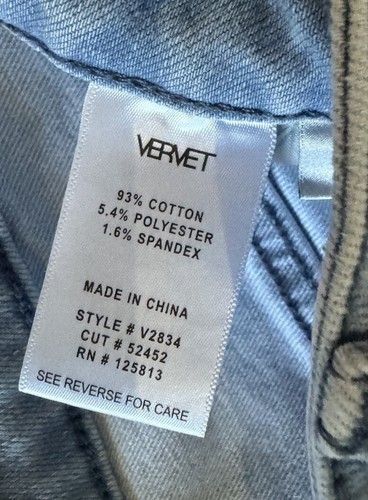 VERVET
93% COTTON
5.4% POLYESTER
1.6% SPANDEX
MADE IN CHINA
STYLE # V2834
CUT # 52452
RN # 125813
SEE REVERSE FOR CARE